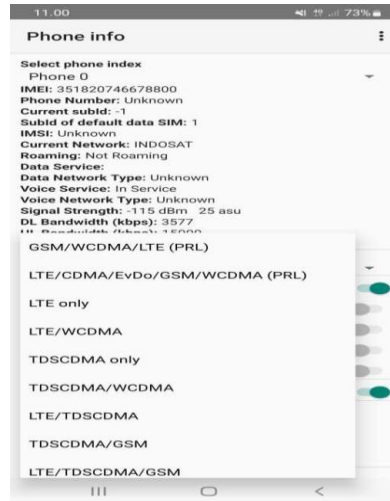 11.00
73%
Phone info
Select phone index
Phone 0
IMEI: 351820746678800
Phone Number: Unknown
Current subId: -1
SubId of default data SIM: 1
IMSI: Unknown
Current Network: INDOSAT
Roaming: Not Roaming
Data Service:
Data Network Type: Unknown
Voice Service: In Service
Voice Network Type: Unknown
Signal Strength: -115 dBm 25 asu
DL Bandwidth (kbps): 3577
UL Bandwidth (kbps): 15000
GSM/WCDMA/LTE (PRL)
LTE/CDMA/EvDo/GSM/WCDMA (PRL)
LTE only
LTE/WCDMA
TDSCDMA only
TDSCDMA/WCDMA
LTE/TDSCDMA
TDSCDMA/GSM
LTE/TDSCDMA/GSM